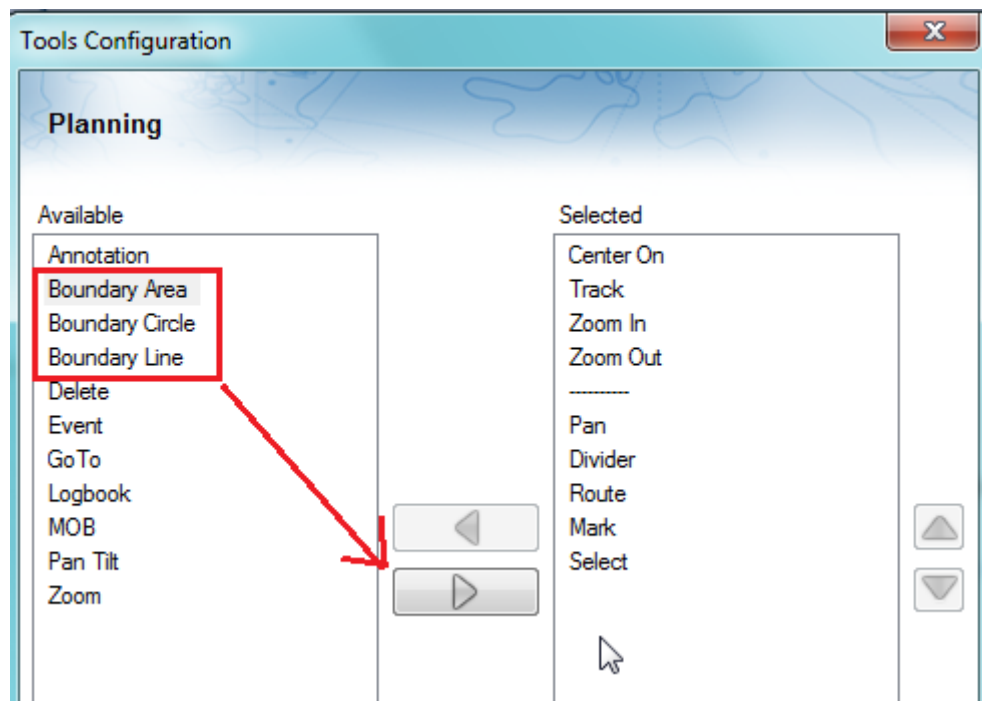 Tools Configuration
Planning
Available
Annotation
Boundary Area
Boundary Circle
Boundary Line
Delete
Event
GoTo
Logbook
MOB
Pan Tilt
Zoom
Selected
Center On
Track
Zoom In
Zoom Out
----------
Pan
Divider
Route
Mark
Select